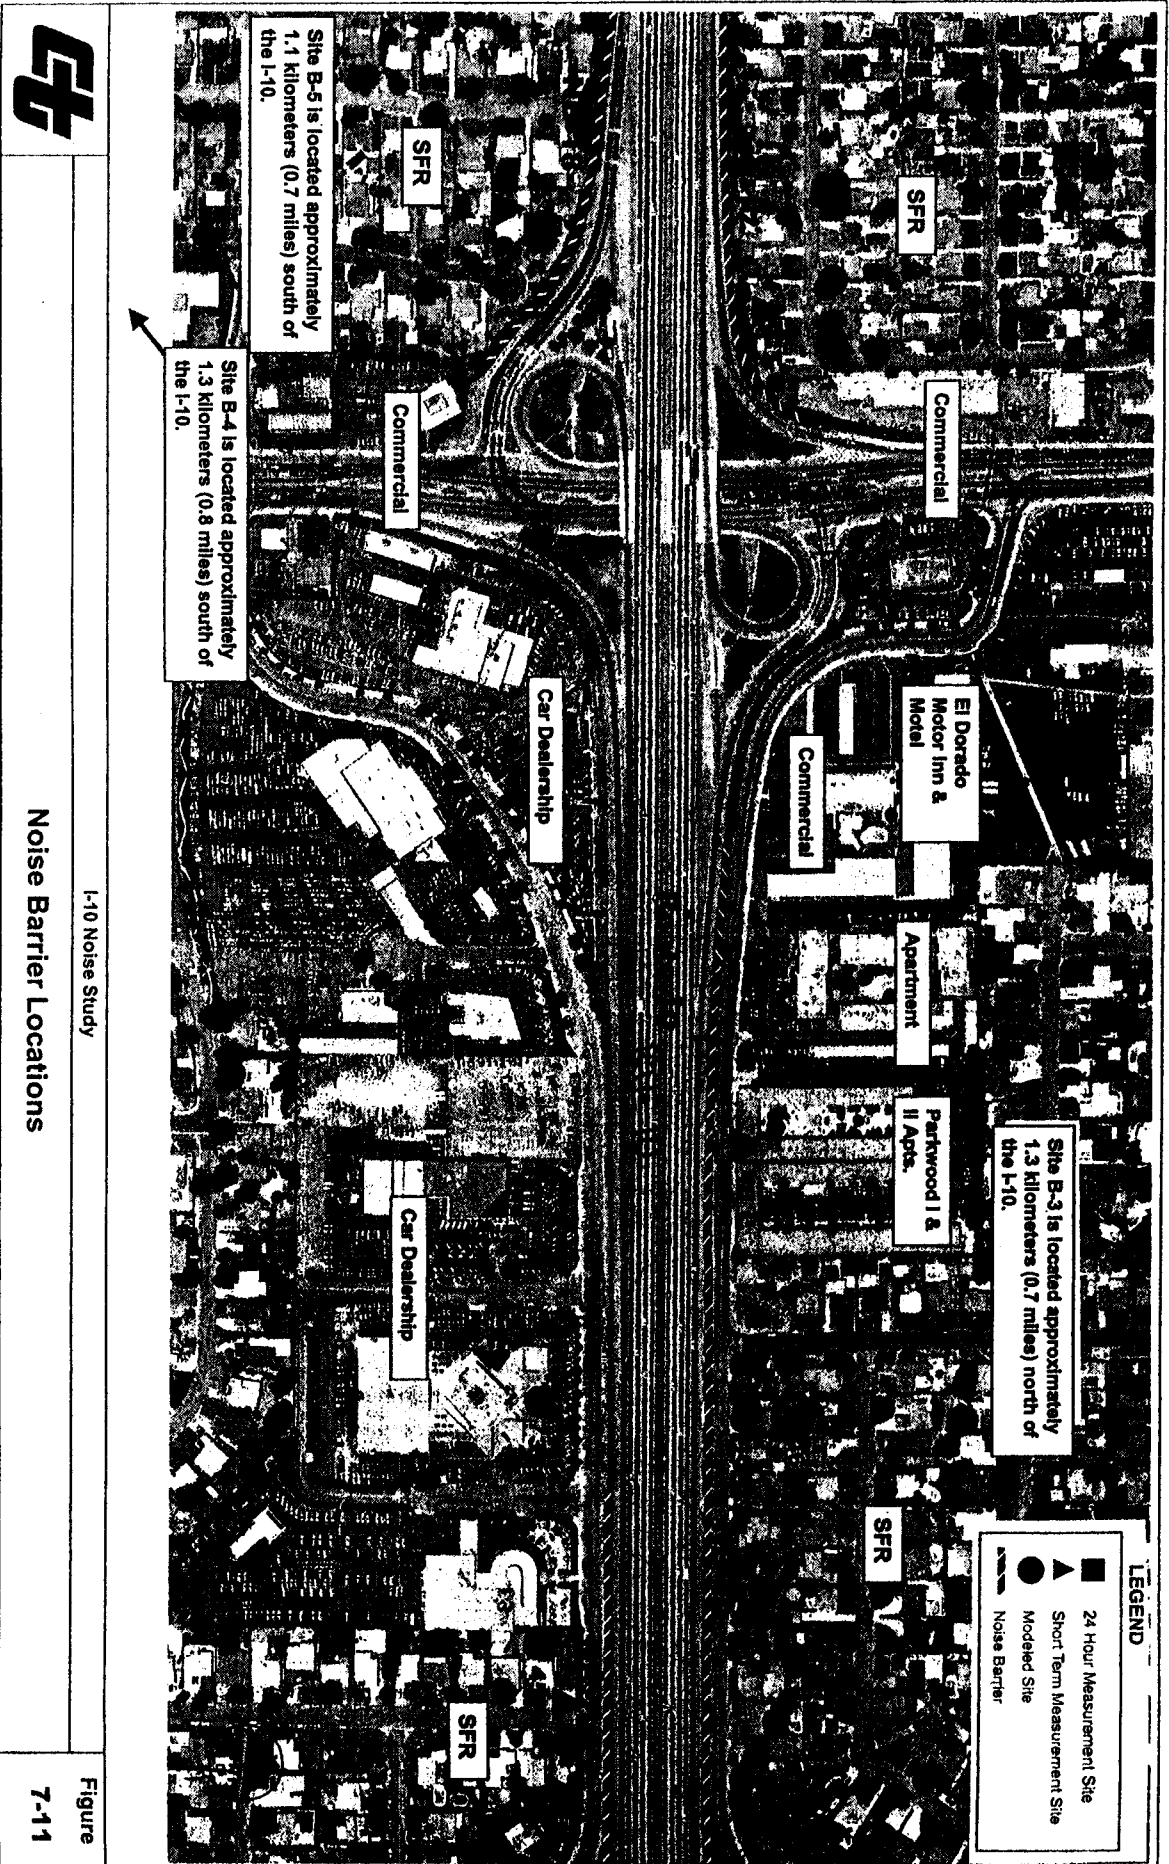 LEGEND
24 Hour Measurement Site
Short Term Measurement Site
Modeled Site
Noise Barrier
SFR
Commercial
El Dorado
Motor Inn &
Motel
Commercial
Apartment
Parkwood I &
II Apts.
Site B-3 is located approximately
1.3 kilometers (0.7 miles) north of
the I-10.
SFR
SFR
Commercial
Car Dealership
Car Dealership
SFR
Site B-5 is located approximately
1.1 kilometers (0.7 miles) south of
the I-10.
Site B-4 is located approximately
1.3 kilometers (0.8 miles) south of
the I-10.
ct
I-10 Noise Study
Noise Barrier Locations
Figure
7-11